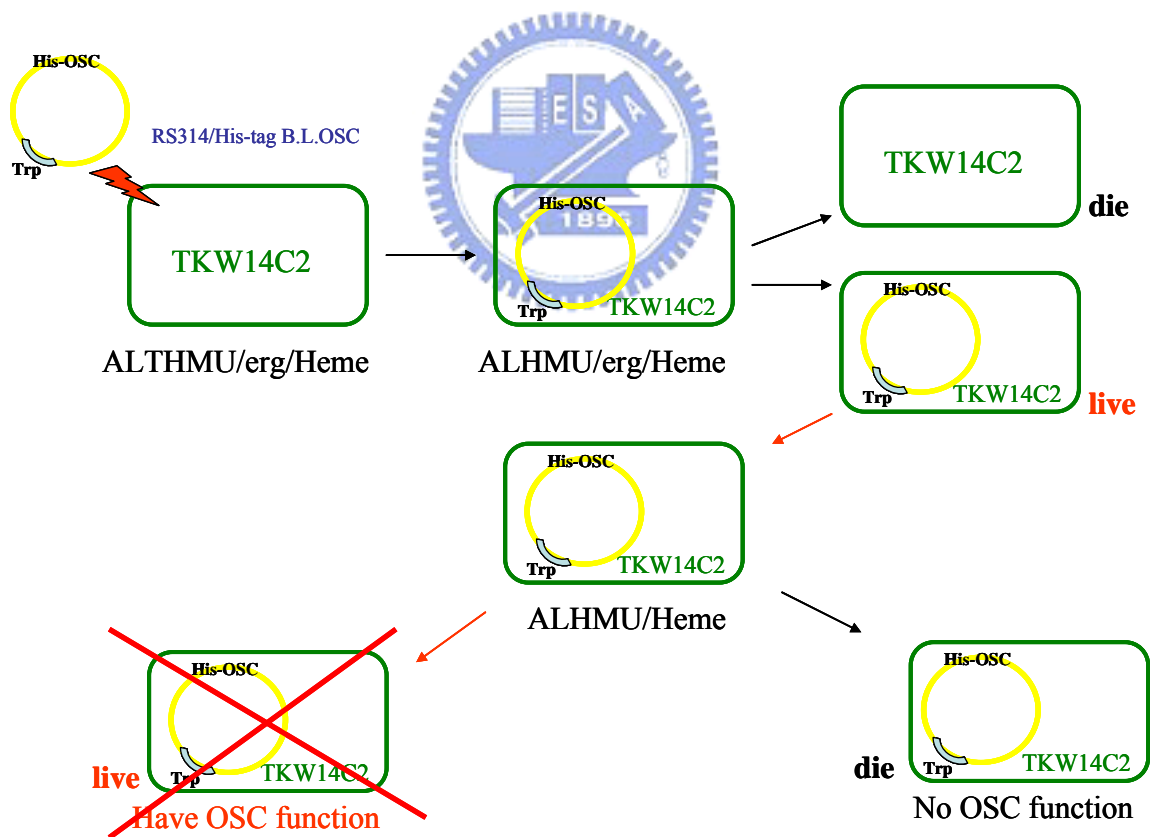 His-OSC
Trp
RS314/His-tag B.L.OSC
TKW14C2
ALTHMU/erg/Heme
ES A
1896
His-OSC
Trp
TKW14C2
ALHMU/erg/Heme
TKW14C2
die
His-OSC
Trp
TKW14C2
live
His-OSC
Trp
TKW14C2
ALHMU/Heme
His-OSC
Trp
TKW14C2
live
Have OSC function
His-OSC
Trp
TKW14C2
die
No OSC function